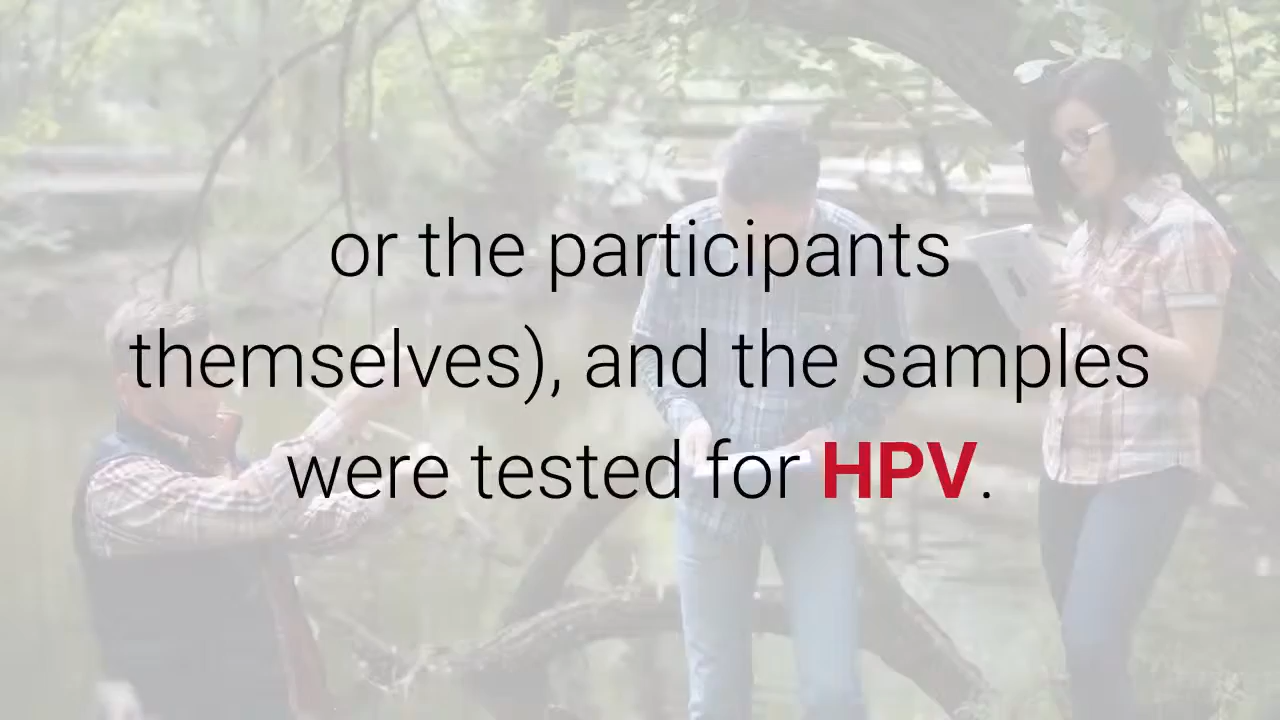 or the participants
themselves), and the samples
were tested for HPV.